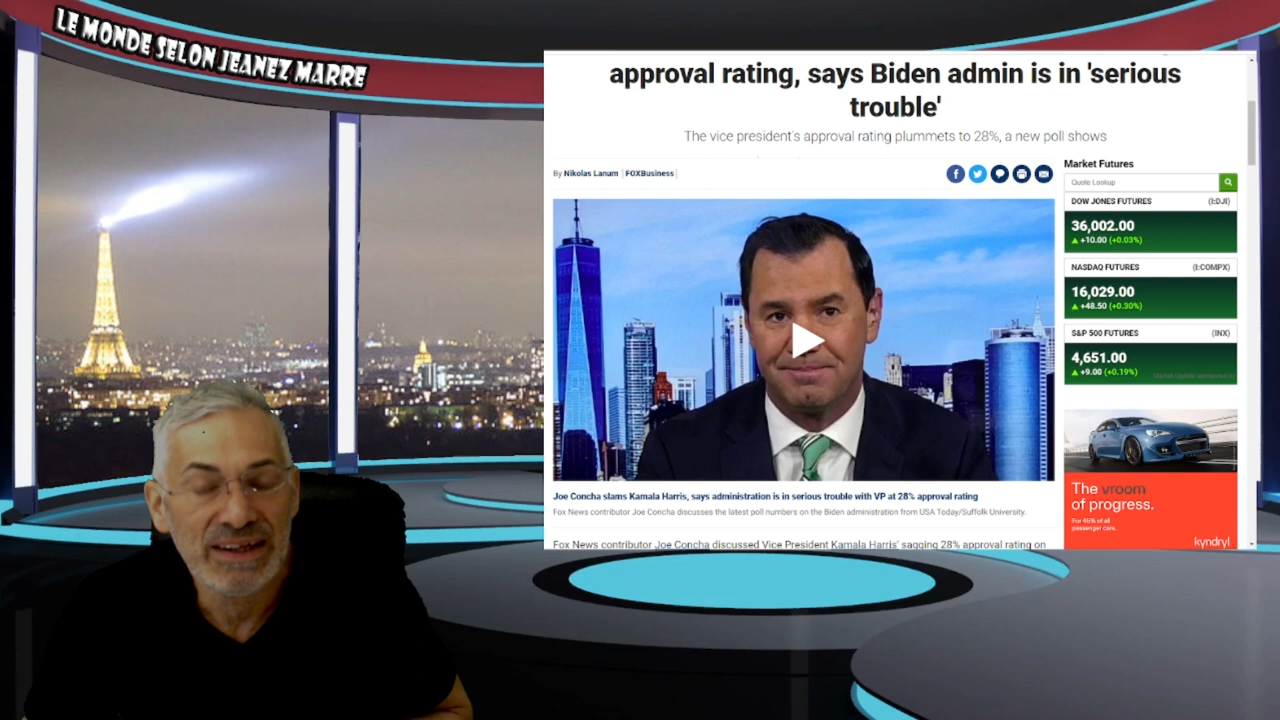 LE MONDE SELON JEANEZ MARRE
approval rating, says Biden admin is in 'serious
trouble'
The vice president's approval rating plummets to 28%, a new poll shows
By Nikolas Lanum | FOXBusiness |
Market Futures
Quote Lookup
DOW JONES FUTURES (I:DJI)
36,002.00
+10.00 (+0.03%)
NASDAQ FUTURES (I:COMPX)
16,029.00
+48.50 (+0.30%)
S&P 500 FUTURES (INX)
4,651.00
+9.00 (+0.19%)
The vroom
of progress.
For 45% of all
passenger cars.
kyndryl
Joe Concha slams Kamala Harris, says administration is in serious trouble with VP at 28% approval rating
Fox News contributor Joe Concha discusses the latest poll numbers on the Biden administration from USA Today/Suffolk University.
Fox News contributor Joe Concha discussed Vice President Kamala Harris' sagging 28% approval rating on